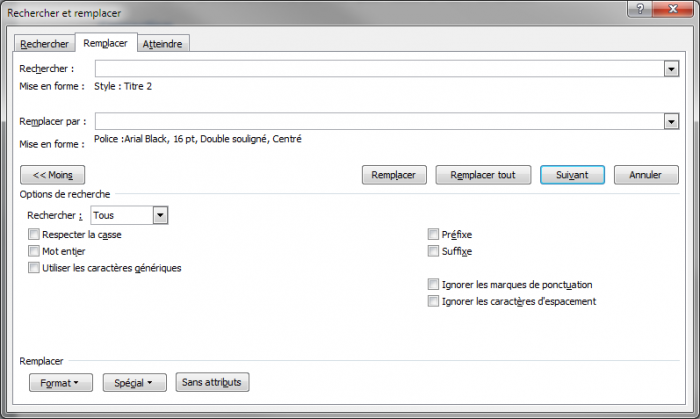 Rechercher et remplacer
Rechercher Remplacer Atteindre
Rechercher :
Mise en forme : Style : Titre 2
Remplacer par :
Mise en forme : Police :Arial Black, 16 pt, Double souligné, Centré
<< Moins Remplacer Remplacer tout Suivant Annuler
Options de recherche
Rechercher : Tous
Respecter la casse Préfixe
Mot entier Suffixe
Utiliser les caractères génériques
Ignorer les marques de ponctuation
Ignorer les caractères d'espacement
Remplacer
Format Spécial Sans attributs